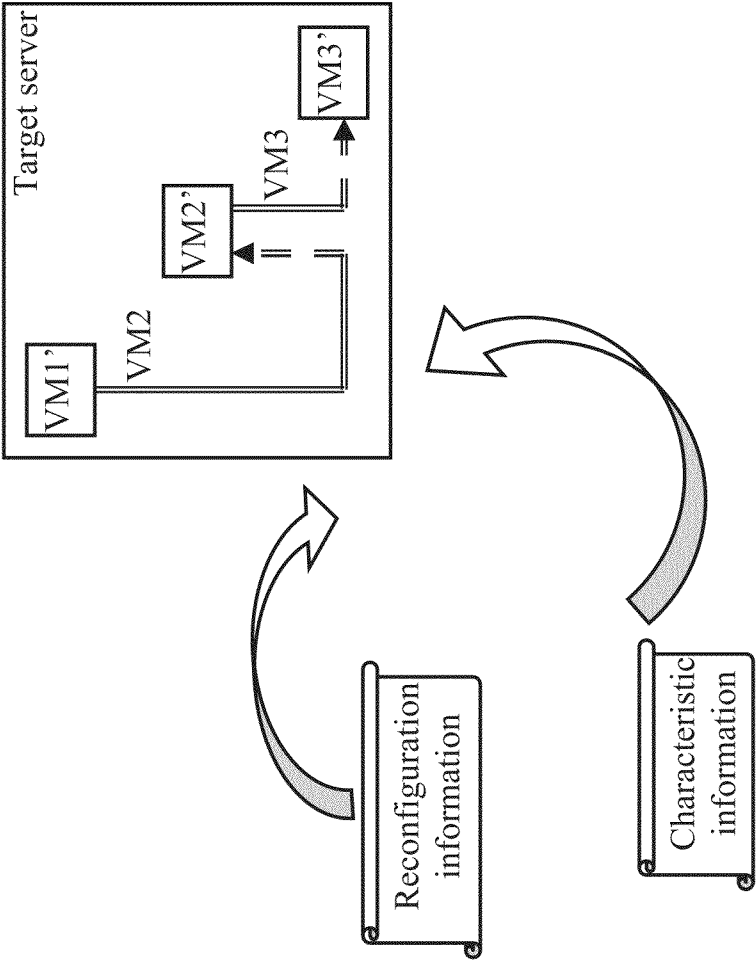 Target server
VM1'
VM2
VM2'
VM3
VM3'
Reconfiguration
information
Characteristic
information